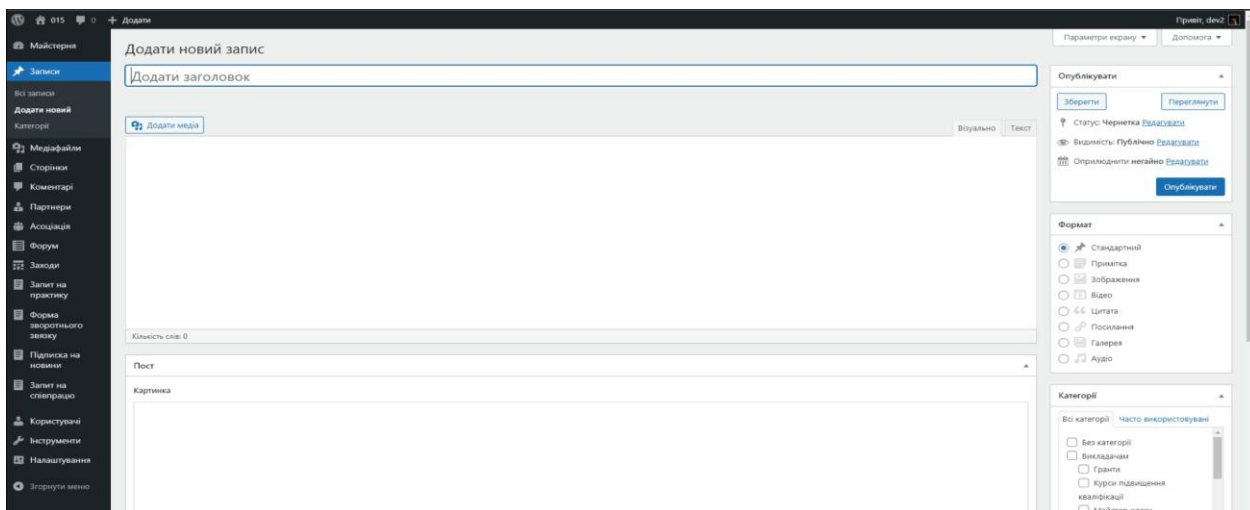 015 0 + Додати
Привіт, dev2
Майстерня
Записи
Всі записи
Додати новий
Категорії
Медіафайли
Сторінки
Коментарі
Партнери
Асоціація
Форум
Заходи
Запит на
практику
Форма
зворотнього
звязку
Підписка на
новини
Запит на
співпрацю
Користувачі
Інструменти
Налаштування
Згорнути меню
Параметри екрану Допомога
Додати новий запис
Додати заголовок
Додати медіа
Візуально Текст
Кількість слів: 0
Пост
Картинка
Опублікувати
Зберегти Переглянути
Статус: Чернетка Редагувати
Видимість: Публічно Редагувати
Оприлюднити негайно Редагувати
Опублікувати
Формат
Стандартний
Примітка
Зображення
Відео
Цитата
Посилання
Галерея
Аудіо
Категорії
Всі категорії Часто використовувані
Без категорії
Викладачам
Гранти
Курси підвищення
кваліфікації